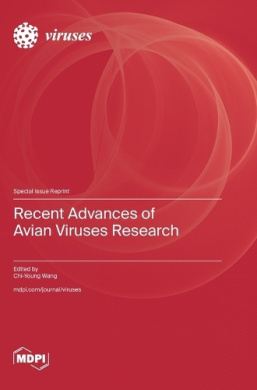 viruses
Special Issue Reprint
Recent Advances of
Avian Viruses Research
Edited by
Chi-Young Wang
mdpi.com/journal/viruses
MDPI